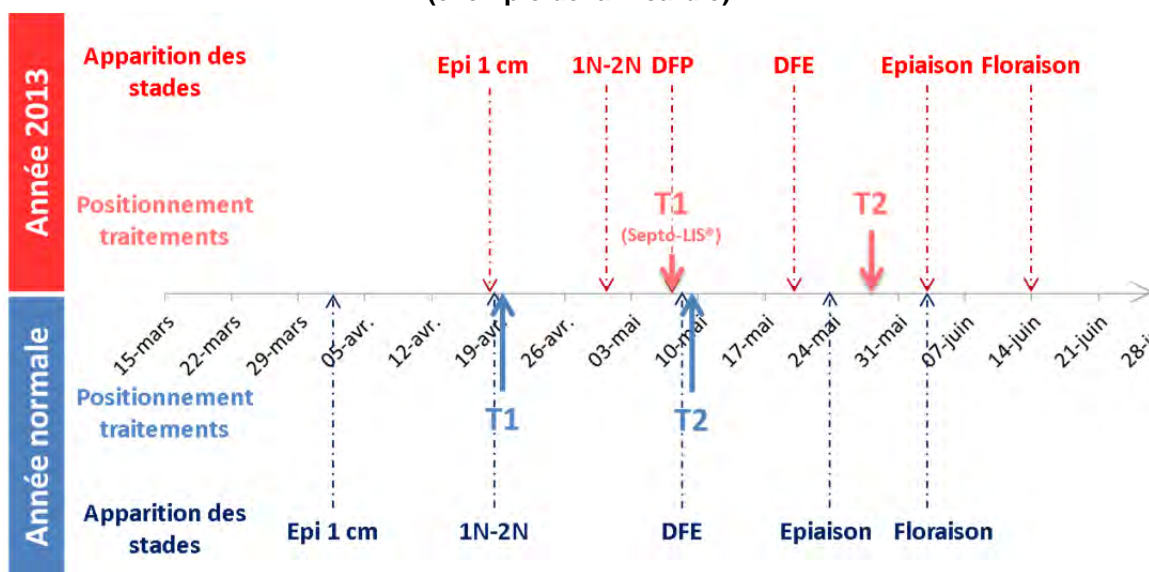 Année 2013
Apparition des
stades
Epi 1 cm
1N-2N
DFP
DFE
Epiaison
Floraison
Positionnement
traitements
T1
(Septo-LIS®)
T2
15-mars
22-mars
29-mars
05-avr.
12-avr.
19-avr.
26-avr.
03-mai
10-mai
17-mai
24-mai
31-mai
07-juin
14-juin
21-juin
Année normale
Positionnement
traitements
T1
T2
Apparition des
stades
Epi 1 cm
1N-2N
DFE
Epiaison
Floraison